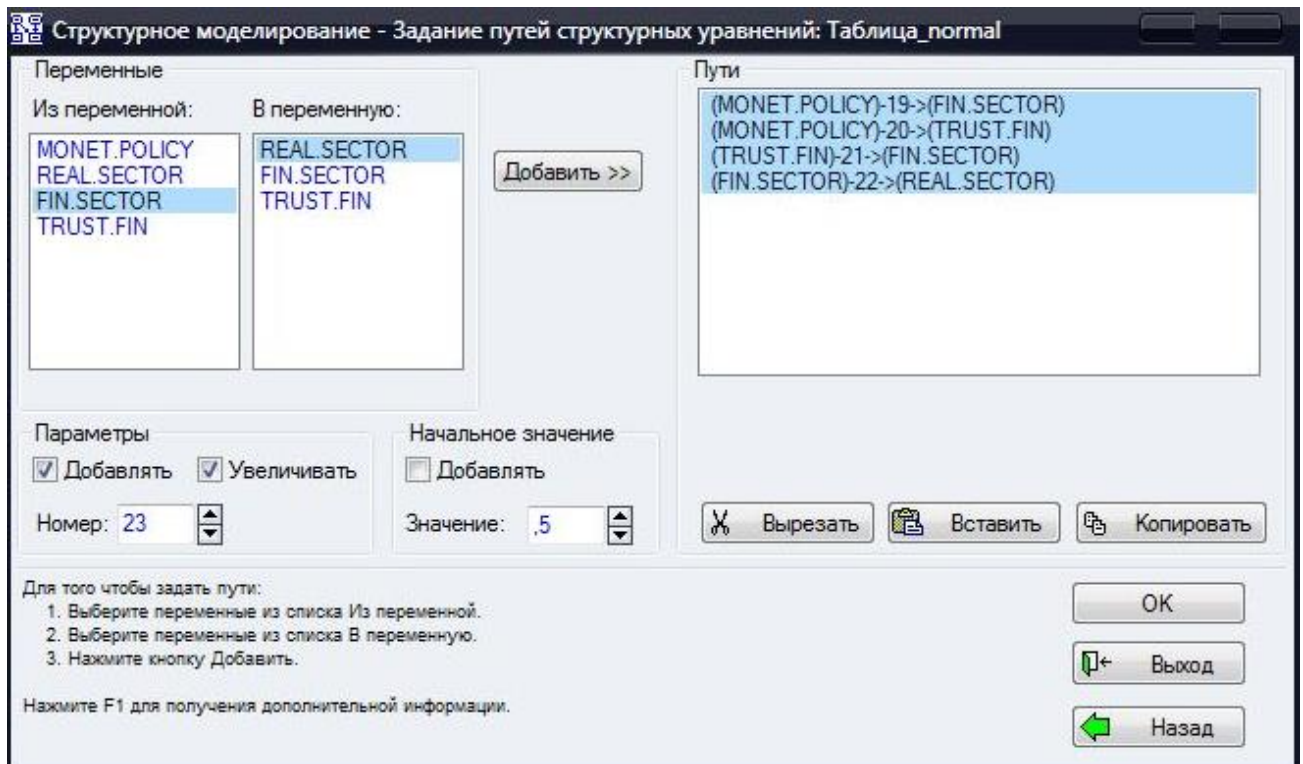 Структурное моделирование - Задание путей структурных уравнений: Таблица_normal
Переменные
Из переменной:
В переменную:
MONET.POLICY
REAL.SECTOR
FIN.SECTOR
TRUST.FIN
REAL.SECTOR
FIN.SECTOR
TRUST.FIN
Добавить >>
Пути
(MONET.POLICY)-19->(FIN.SECTOR)
(MONET.POLICY)-20->(TRUST.FIN)
(TRUST.FIN)-21->(FIN.SECTOR)
(FIN.SECTOR)-22->(REAL.SECTOR)
Параметры
Добавлять Увеличивать
Номер: 23
Начальное значение
Добавлять
Значение: ,5
Вырезать
Вставить
Копировать
Для того чтобы задать пути:
1. Выберите переменные из списка Из переменной.
2. Выберите переменные из списка В переменную.
3. Нажмите кнопку Добавить.
Нажмите F1 для получения дополнительной информации.
OK
Выход
Назад